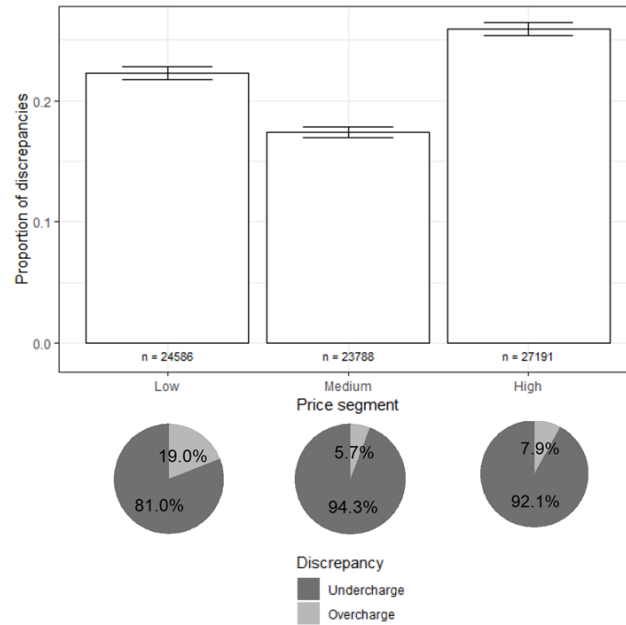 Proportion of discrepancies
0.2
0.1
0.0
n = 24586
n = 23788
n = 27191
Low
Medium
High
Price segment
19.0%
81.0%
5.7%
94.3%
7.9%
92.1%
Discrepancy
Undercharge
Overcharge